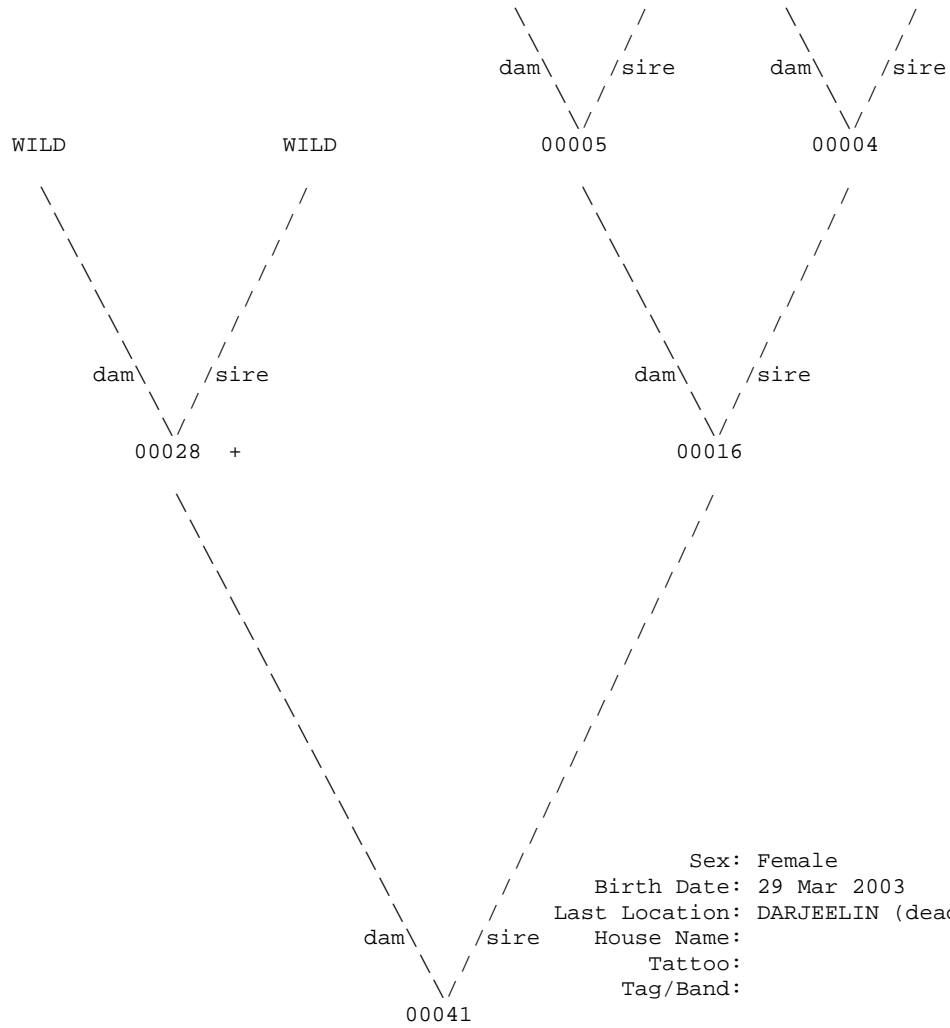 dam sire dam sire
WILD WILD 00005 00004
dam sire dam sire
00028 + 00016
Sex: Female
Birth Date: 29 Mar 2003
Last Location: DARJEELIN (dead
dam sire House Name:
Tattoo:
Tag/Band:
00041